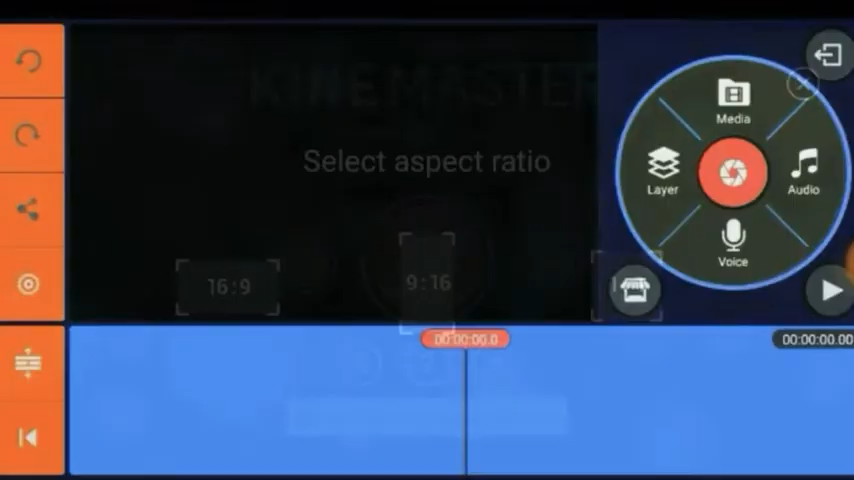 KINEMASTER
Media
Select aspect ratio
Layer
Audio
Voice
16:9
9:16
00:00:00.0
00:00:00.00